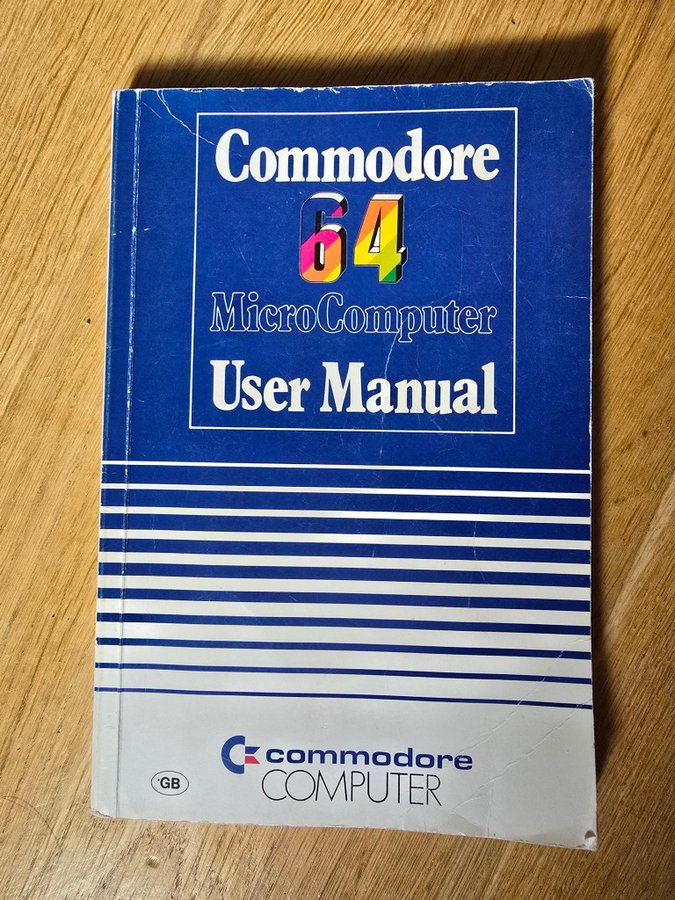 Commodore
64
MicroComputer
User Manual
commodore
COMPUTER
GB